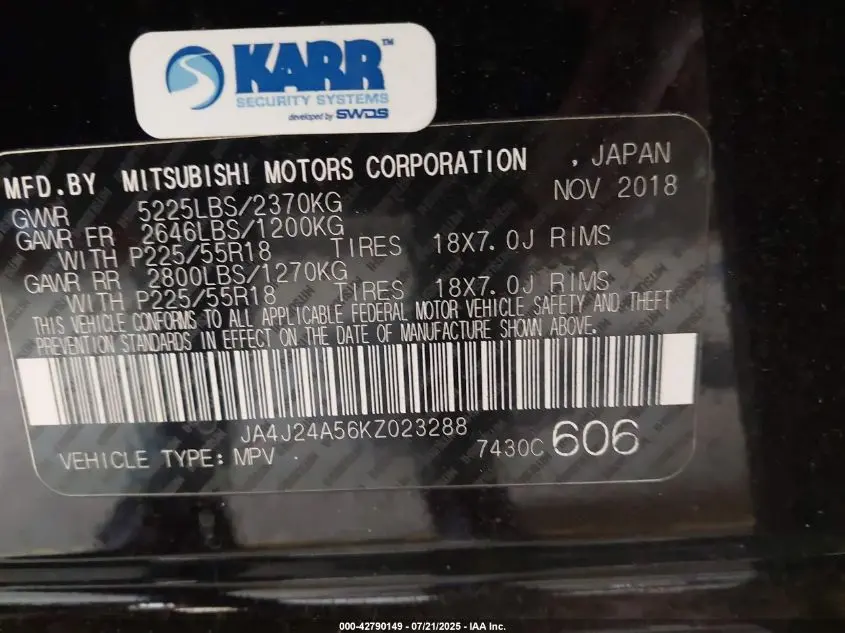 KARR™
SECURITY SYSTEMS
developed by SWDS
MFD.BY MITSUBISHI MOTORS CORPORATION , JAPAN
NOV 2018
GVWR 5225LBS/2370KG
GAWR FR 2646LBS/1200KG
WITH P225/55R18 TIRES 18X7.0J RIMS
GAWR RR 2800LBS/1270KG
WITH P225/55R18 TIRES 18X7.0J RIMS
THIS VEHICLE CONFORMS TO ALL APPLICABLE FEDERAL MOTOR VEHICLE SAFETY AND THEFT
PREVENTION STANDARDS IN EFFECT ON THE DATE OF MANUFACTURE SHOWN ABOVE.
JA4J24A56KZ023288
VEHICLE TYPE: MPV 7430C 606
000-42790149 - 07/21/2025 - IAA Inc.